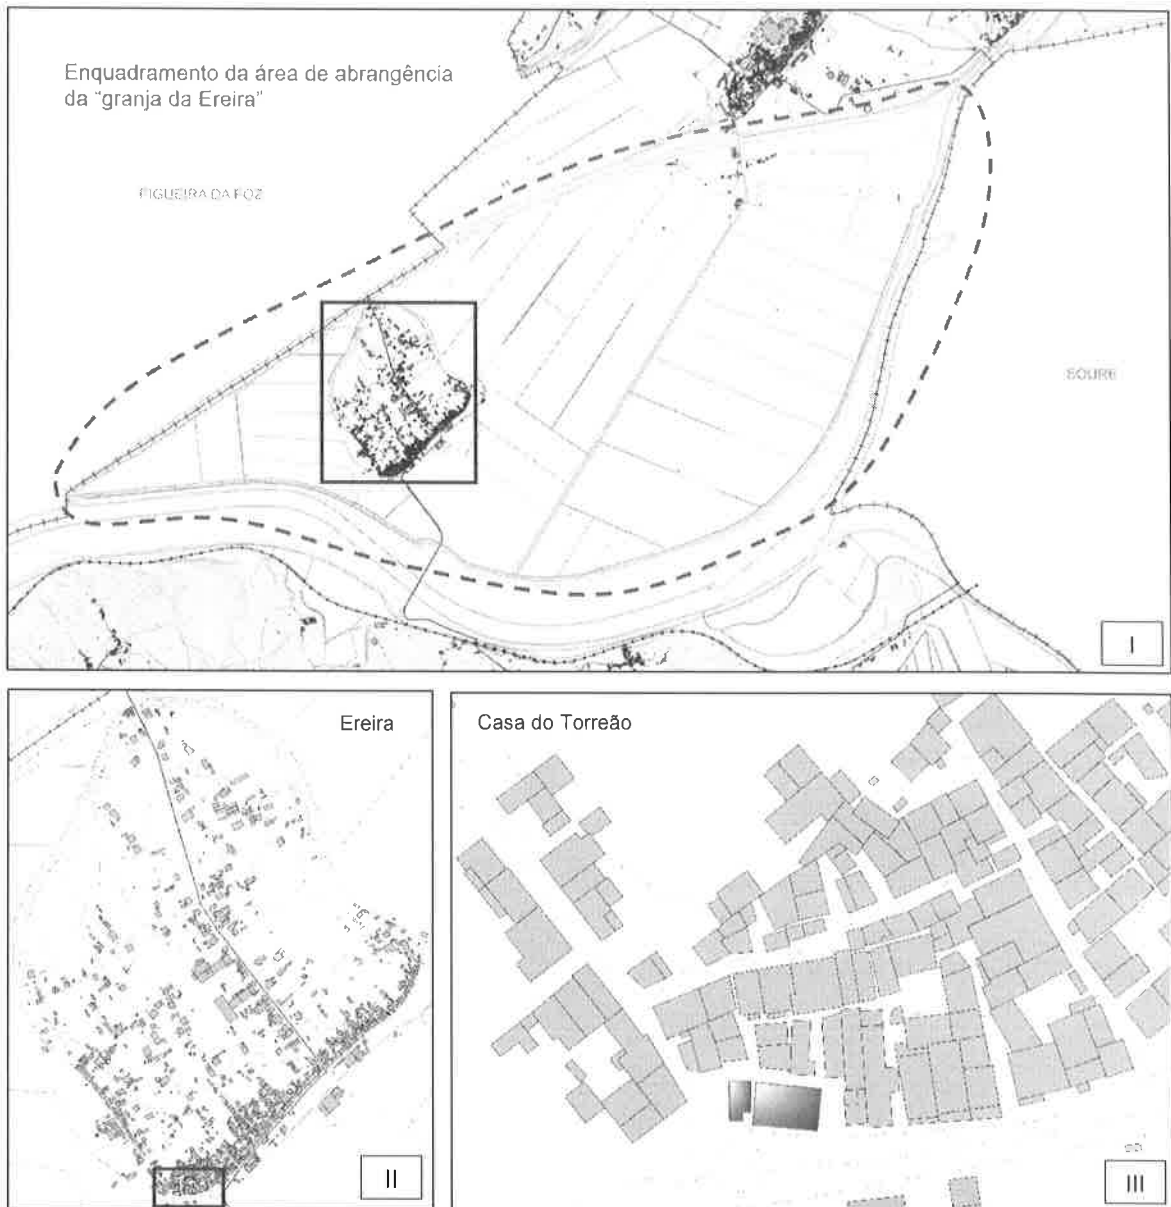 Enquadramento da área de abrangência
da "granja da Ereira"
FIGUEIRA DA FOZ
SOURE
I
Ereira
II
Casa do Torreão
III